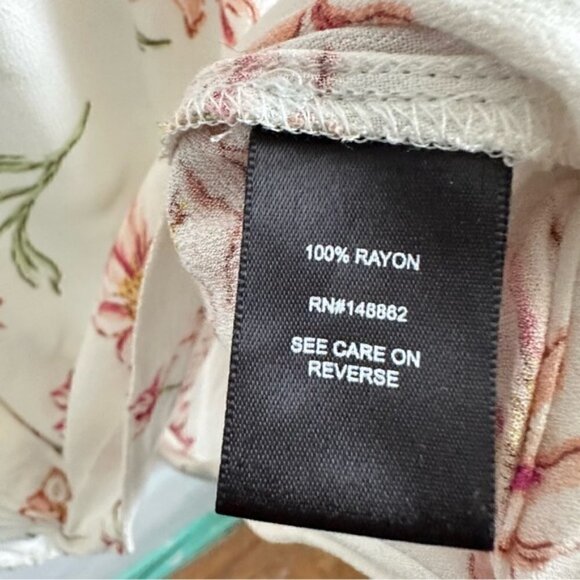 100% RAYON
RN#148862
SEE CARE ON
REVERSE